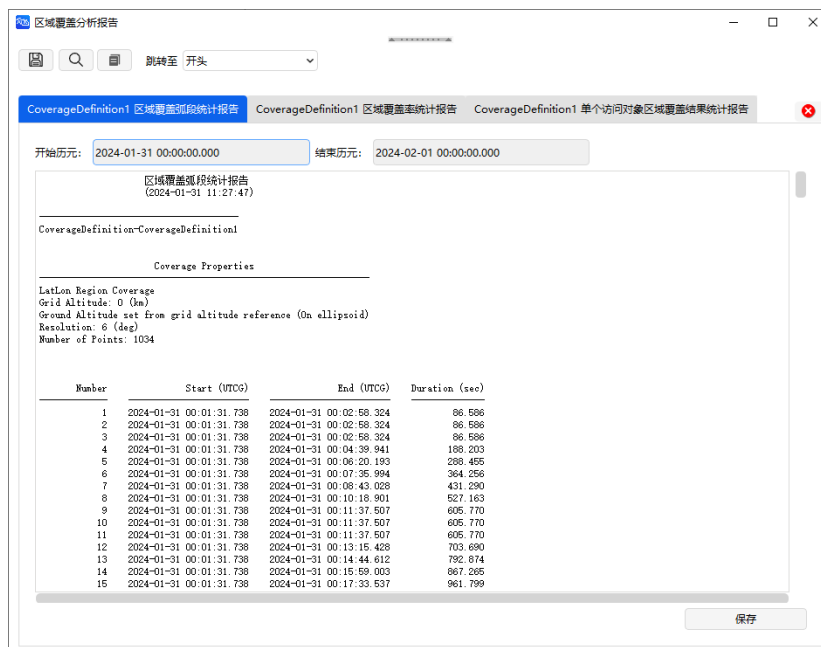 区域覆盖分析报告
跳转至 开头
CoverageDefinition1 区域覆盖弧段统计报告 CoverageDefinition1 区域覆盖率统计报告 CoverageDefinition1 单个访问对象区域覆盖结果统计报告
开始历元: 2024-01-31 00:00:00.000 结束历元: 2024-02-01 00:00:00.000
区域覆盖弧段统计报告
(2024-01-31 11:27:47)
CoverageDefinition-CoverageDefinition1
Coverage Properties
LatLon Region Coverage
Grid Altitude: 0 (km)
Ground Altitude set from grid altitude reference (On ellipsoid)
Resolution: 6 (deg)
Number of Points: 1034
Number Start (UTCG) End (UTCG) Duration (sec)
1 2024-01-31 00:01:31.738 2024-01-31 00:02:58.324 86.586
2 2024-01-31 00:01:31.738 2024-01-31 00:02:58.324 86.586
3 2024-01-31 00:01:31.738 2024-01-31 00:02:58.324 86.586
4 2024-01-31 00:01:31.738 2024-01-31 00:04:39.941 188.203
5 2024-01-31 00:01:31.738 2024-01-31 00:06:20.193 288.455
6 2024-01-31 00:01:31.738 2024-01-31 00:07:35.994 364.256
7 2024-01-31 00:01:31.738 2024-01-31 00:08:43.028 431.290
8 2024-01-31 00:01:31.738 2024-01-31 00:10:18.901 527.163
9 2024-01-31 00:01:31.738 2024-01-31 00:11:37.507 605.770
10 2024-01-31 00:01:31.738 2024-01-31 00:11:37.507 605.770
11 2024-01-31 00:01:31.738 2024-01-31 00:11:37.507 605.770
12 2024-01-31 00:01:31.738 2024-01-31 00:13:15.428 703.690
13 2024-01-31 00:01:31.738 2024-01-31 00:14:44.612 792.874
14 2024-01-31 00:01:31.738 2024-01-31 00:15:59.003 867.265
15 2024-01-31 00:01:31.738 2024-01-31 00:17:33.537 961.799
保存